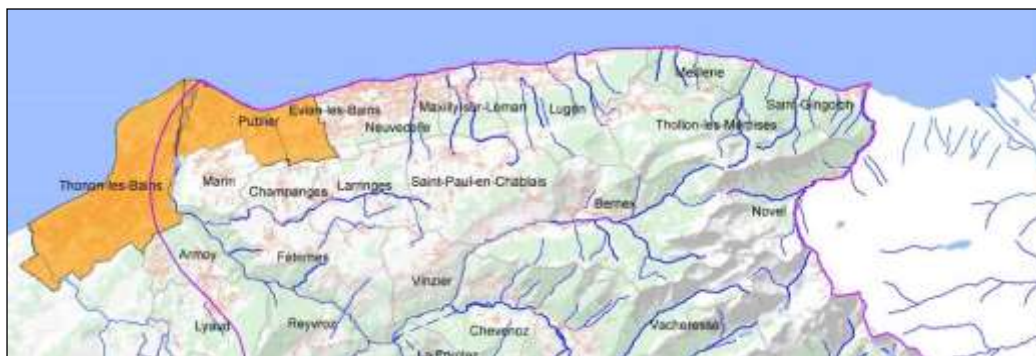 Meillerie
Saint-Gingolph
Evian-les-Bains
Maxilly-sur-Léman
Lugrin
Publier
Neuvecelle
Thollon-les-Mémises
Thonon-les-Bains
Marin
Champanges
Larringes
Saint-Paul-en-Chablais
Bernex
Novel
Armoy
Féternes
Vinzier
Lyaud
Reyvroz
Chevenoz
Vacheresse